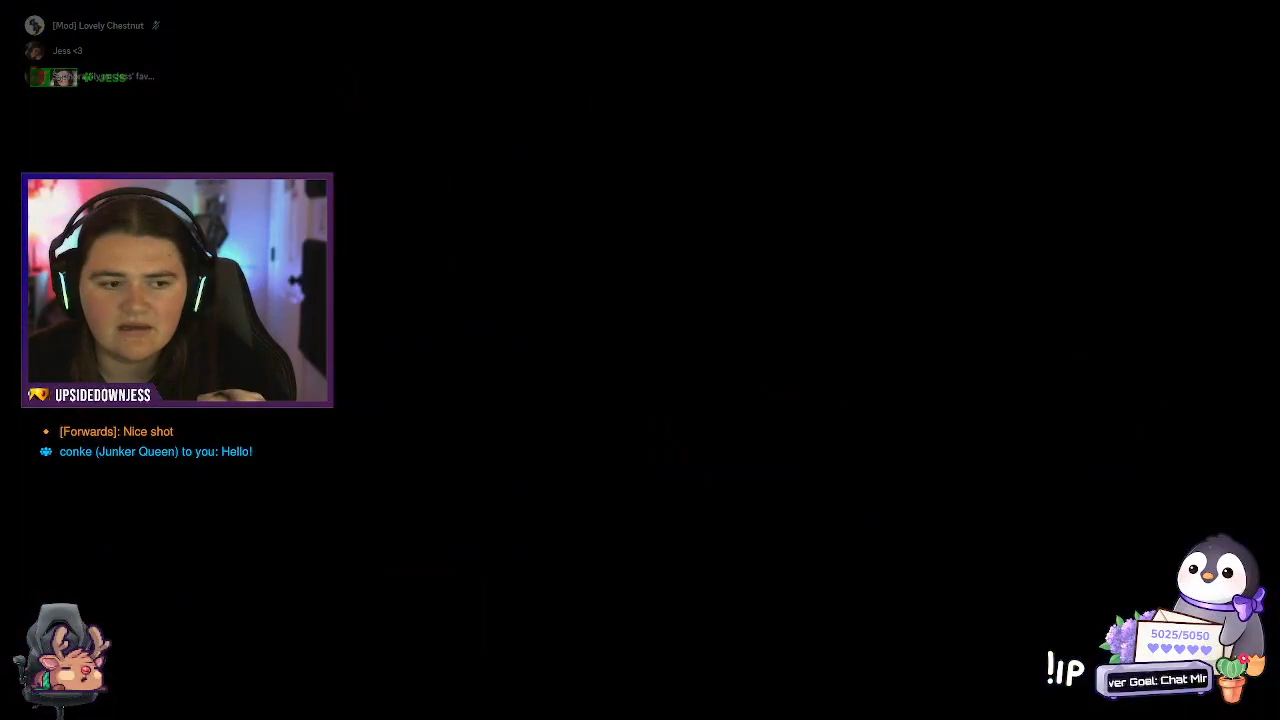 [Mod] Lovely Chestnut
Jess <3
JESS
UPSIDEDOWNJESS
[Forwards]: Nice shot
conke (Junker Queen) to you: Hello!
5025/5050
!IP
ver Goal: Chat Mir